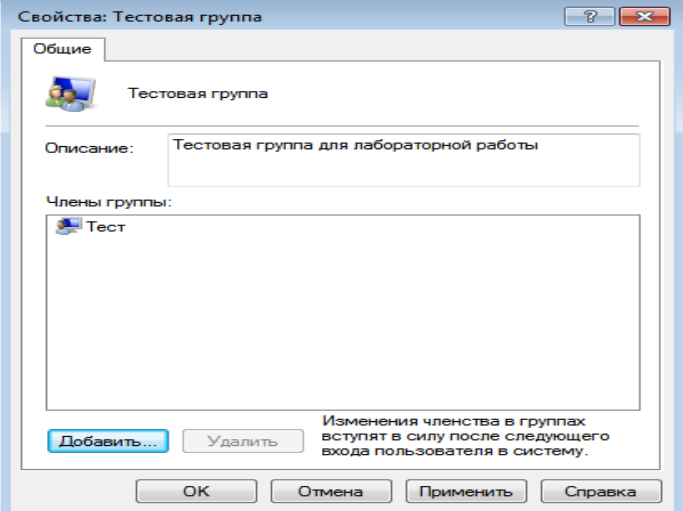 Свойства: Тестовая группа
Общие
Тестовая группа
Описание:
Тестовая группа для лабораторной работы
Члены группы:
Тест
Добавить...
Удалить
Изменения членства в группах
вступят в силу после следующего
входа пользователя в систему.
OK
Отмена
Применить
Справка